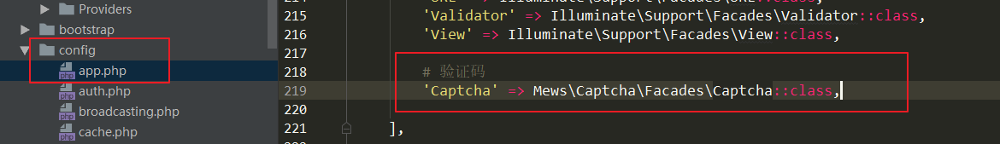 Providers
bootstrap
config
app.php
auth.php
broadcasting.php
cache.php
215 'Validator' => Illuminate\Support\Facades\Validator::class,
216 'View' => Illuminate\Support\Facades\View::class,
217
218 # 验证码
219 'Captcha' => Mews\Captcha\Facades\Captcha::class,
220
221 ],